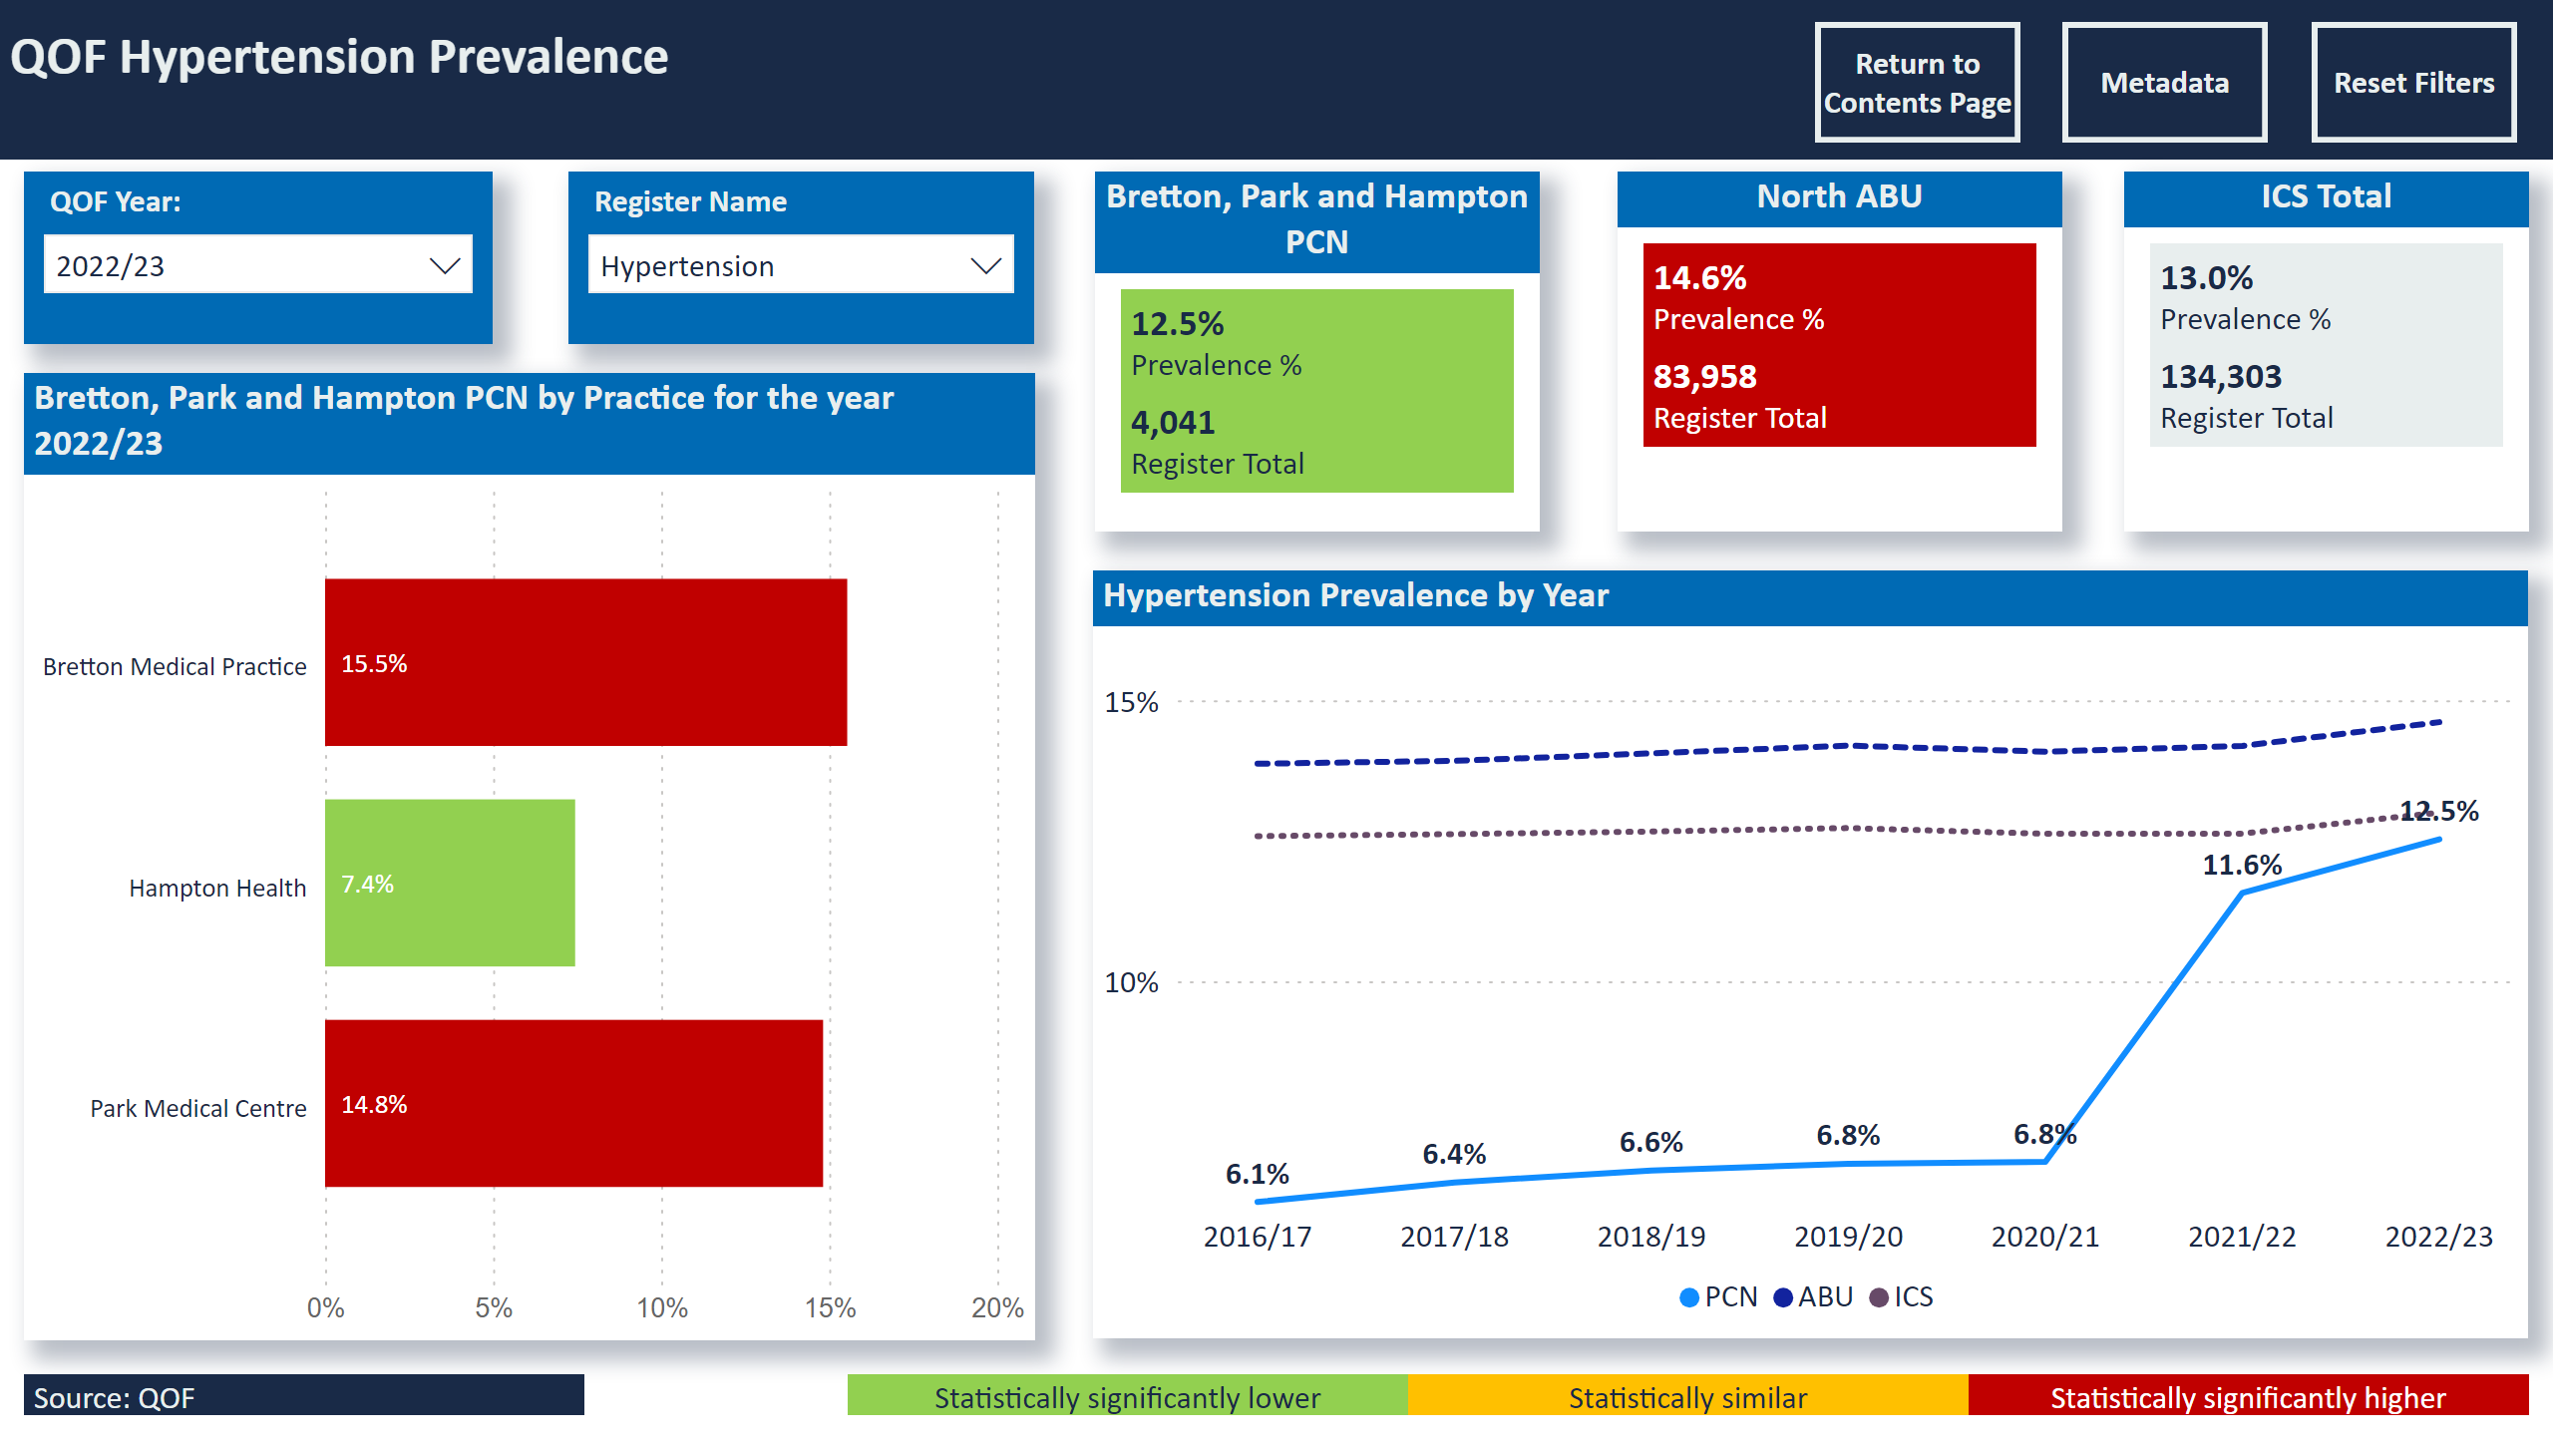 QOF Hypertension Prevalence
Return to
Contents Page
Metadata
Reset Filters
QOF Year:
2022/23
Register Name
Hypertension
Bretton, Park and Hampton
PCN
12.5%
Prevalence %
4,041
Register Total
North ABU
14.6%
Prevalence %
83,958
Register Total
ICS Total
13.0%
Prevalence %
134,303
Register Total
Bretton, Park and Hampton PCN by Practice for the year
2022/23
Bretton Medical Practice
15.5%
Hampton Health
7.4%
Park Medical Centre
14.8%
0%
5%
10%
15%
20%
Hypertension Prevalence by Year
15%
10%
6.1%
6.4%
6.6%
6.8%
6.8%
11.6%
12.5%
2016/17
2017/18
2018/19
2019/20
2020/21
2021/22
2022/23
PCN
ABU
ICS
Source: QOF
Statistically significantly lower
Statistically similar
Statistically significantly higher